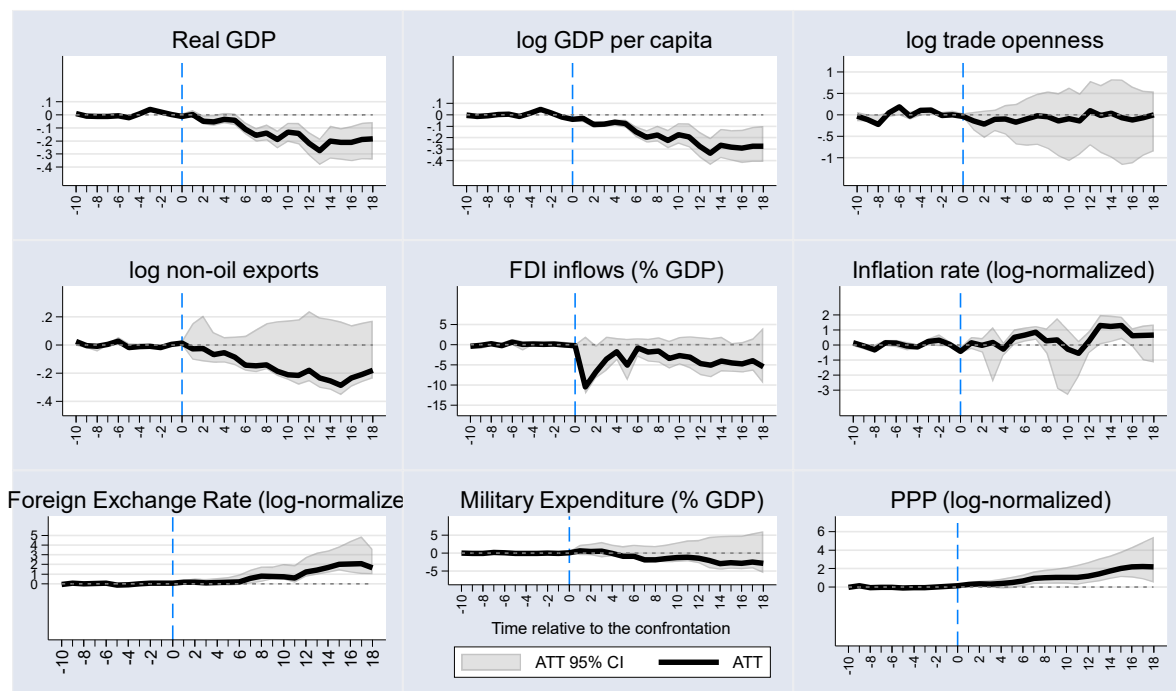 Real GDP
.1
0
-.1
-.2
-.3
-.4
-10 -8 -6 -4 -2 0 2 4 6 8 10 12 14 16 18
log GDP per capita
.1
0
-.1
-.2
-.3
-.4
-10 -8 -6 -4 -2 0 2 4 6 8 10 12 14 16 18
log trade openness
1
.5
0
-.5
-1
-10 -8 -6 -4 -2 0 2 4 6 8 10 12 14 16 18
log non-oil exports
.2
0
-.2
-.4
-10 -8 -6 -4 -2 0 2 4 6 8 10 12 14 16 18
FDI inflows (% GDP)
5
0
-5
-10
-15
-10 -8 -6 -4 -2 0 2 4 6 8 10 12 14 16 18
Inflation rate (log-normalized)
2
1
0
-1
-2
-3
-10 -8 -6 -4 -2 0 2 4 6 8 10 12 14 16 18
Foreign Exchange Rate (log-normalize
5
4
3
2
1
0
-10 -8 -6 -4 -2 0 2 4 6 8 10 12 14 16 18
Military Expenditure (% GDP)
5
0
-5
-10 -8 -6 -4 -2 0 2 4 6 8 10 12 14 16 18
Time relative to the confrontation
ATT 95% CI ATT
PPP (log-normalized)
6
4
2
0
-10 -8 -6 -4 -2 0 2 4 6 8 10 12 14 16 18